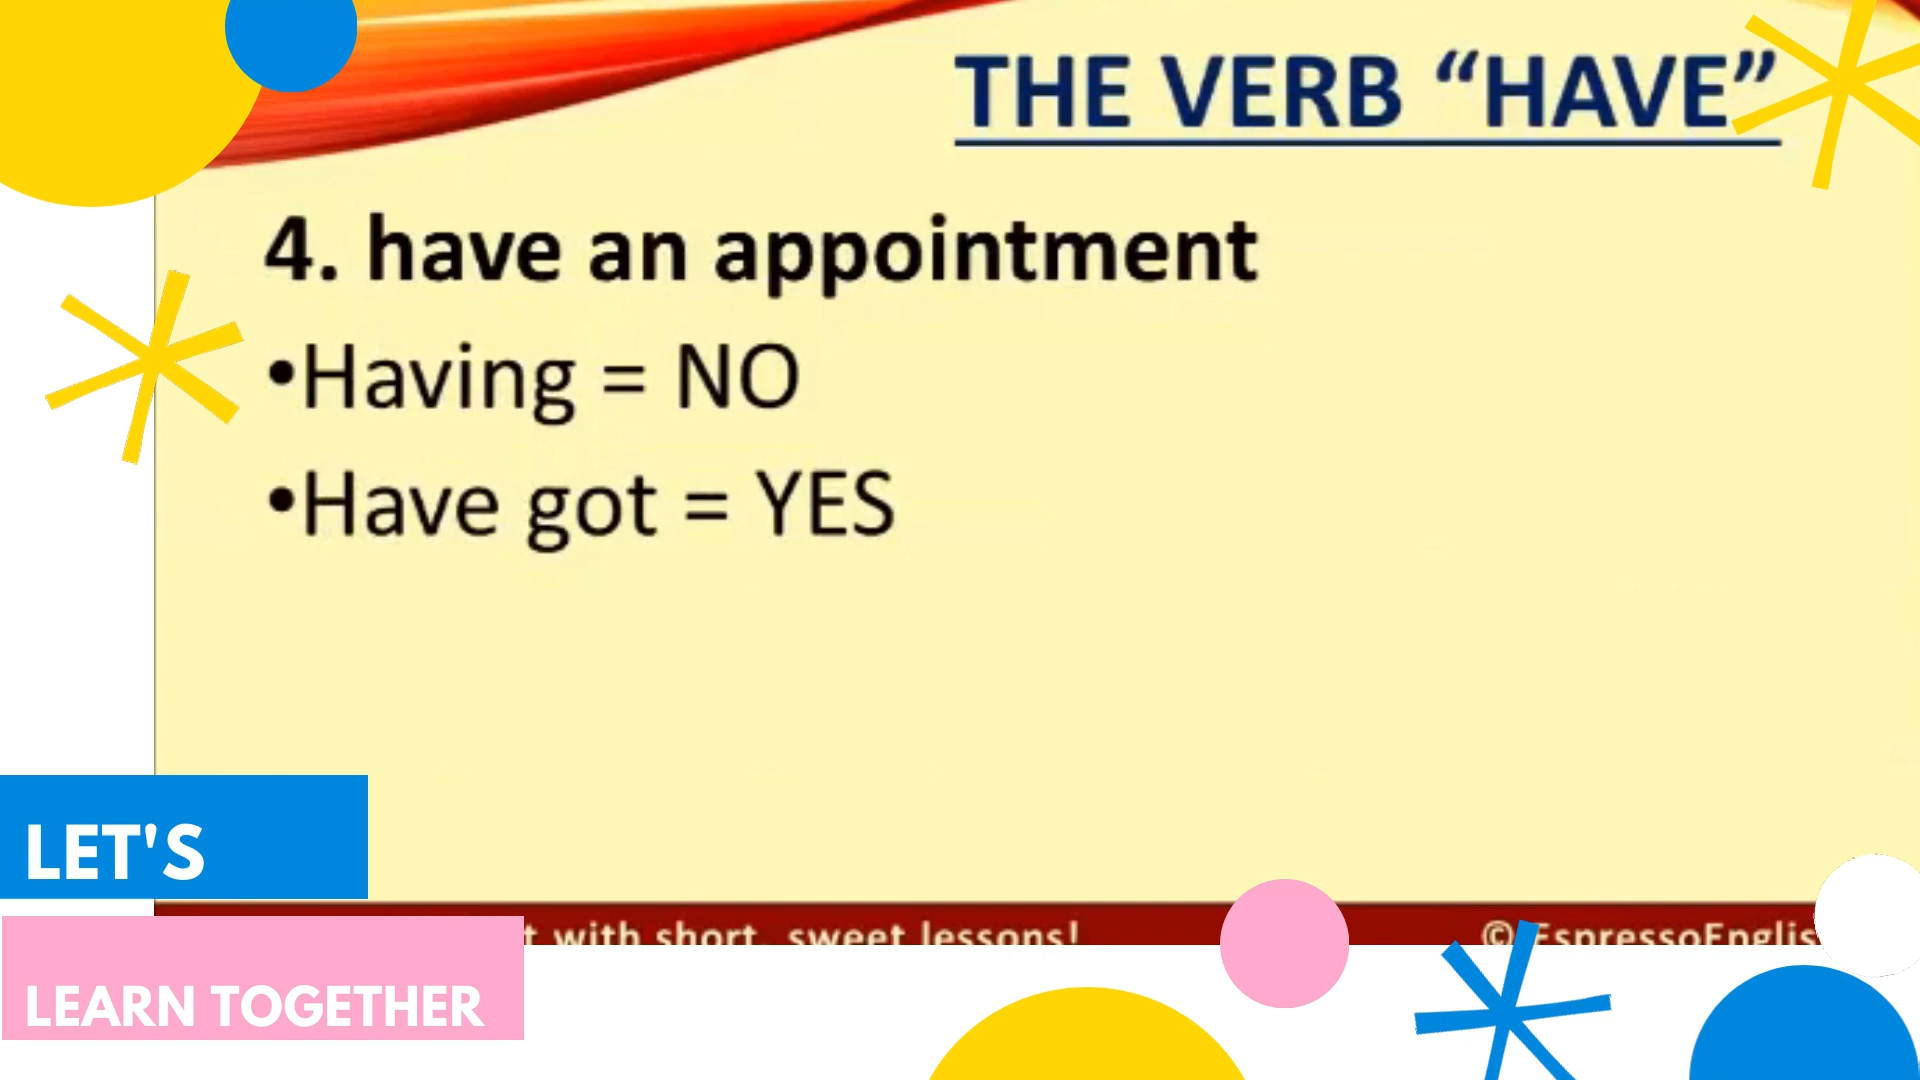 THE VERB “HAVE”
4. have an appointment
•Having = NO
•Have got = YES
LET'S
with short, sweet lessons!
LEARN TOGETHER